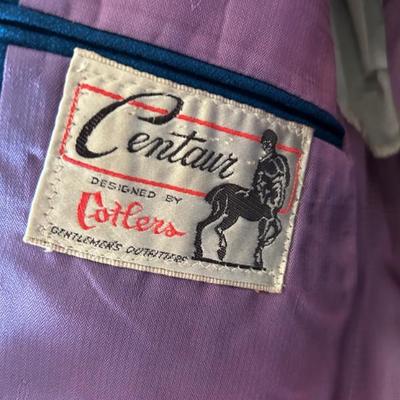 Centaur
DESIGNED BY
Cotlers
GENTLEMEN'S OUTFITTERS